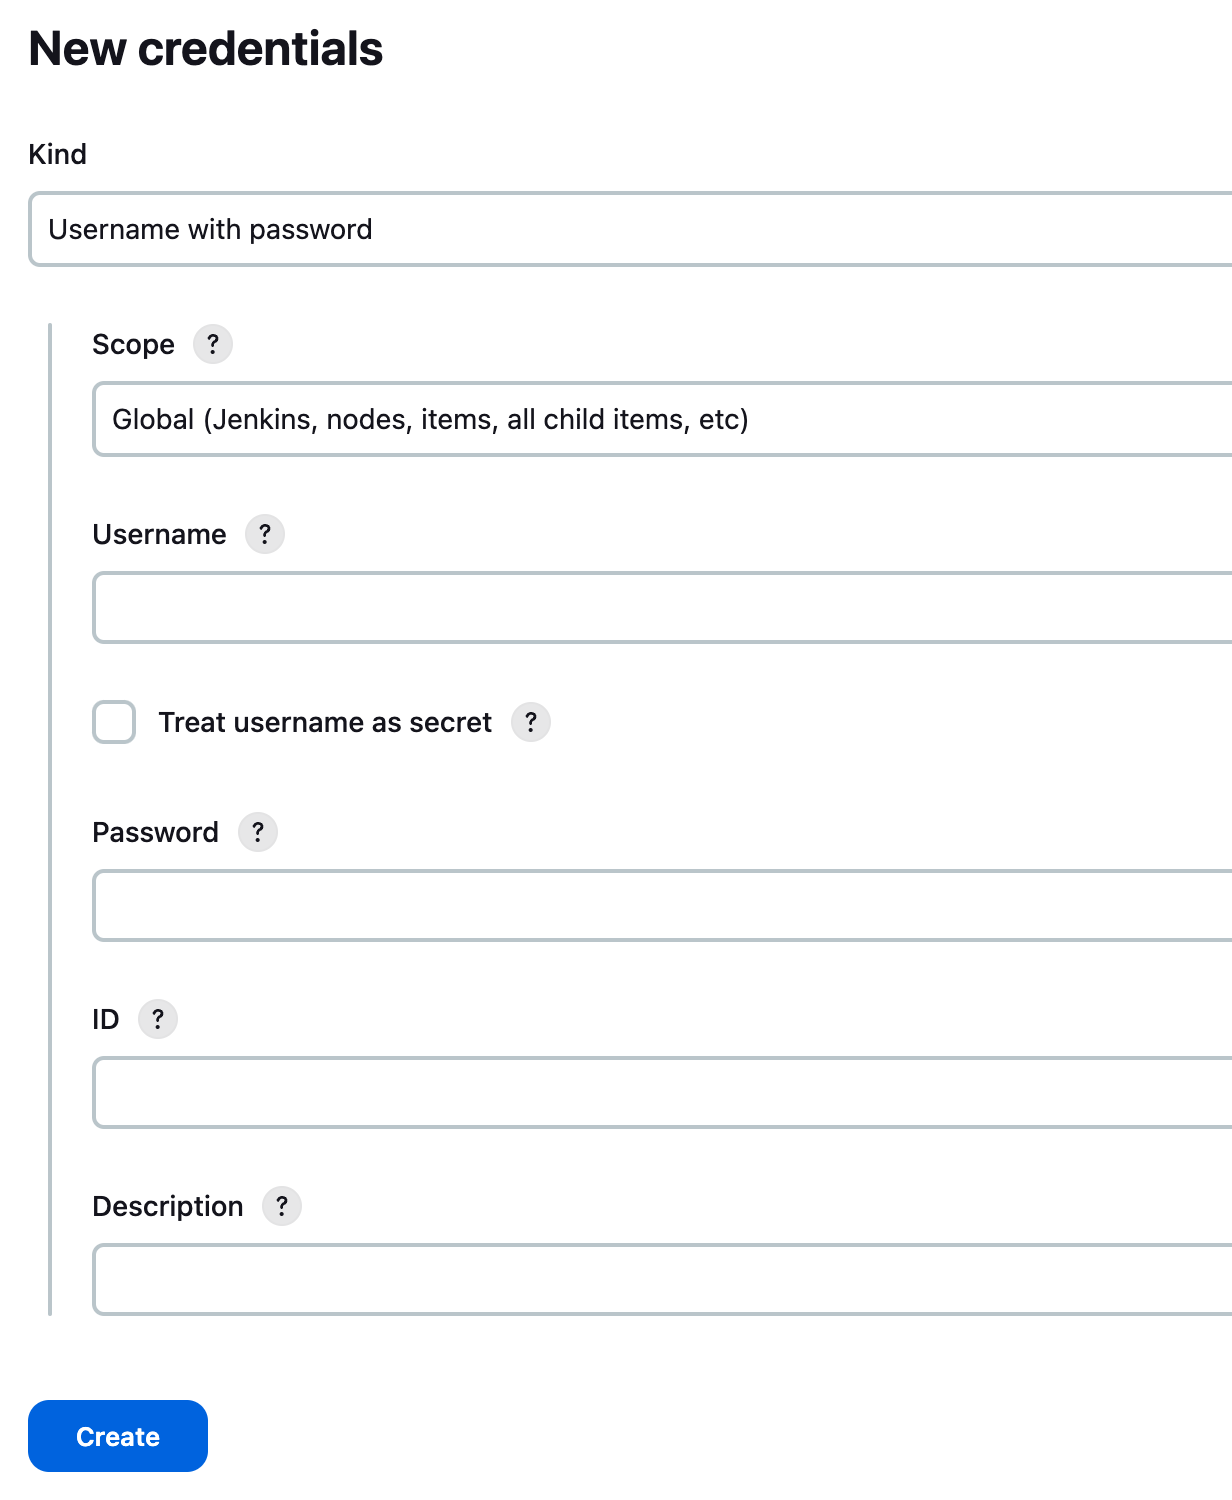 New credentials
Kind
Username with password
Scope ?
Global (Jenkins, nodes, items, all child items, etc)
Username ?
Treat username as secret ?
Password ?
ID ?
Description ?
Create